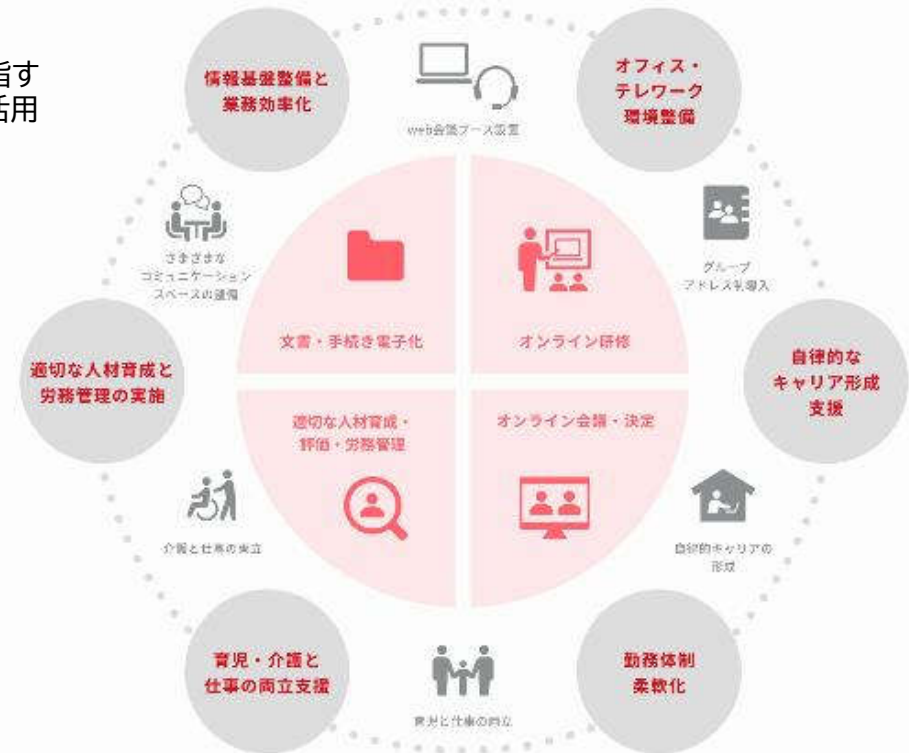 指す
活用
情報基盤整備と
業務効率化
web会議ブース設置
オフィス・
テレワーク
環境整備
さまざまな
コミュニケーション
スペースの整備
グループ
アドレス制導入
文書・手続き電子化
オンライン研修
適切な人材育成と
労務管理の実施
自律的な
キャリア形成
支援
適切な人材育成・
評価・労務管理
オンライン会議・決定
介護と仕事の両立
自律的キャリアの
形成
育児・介護と
仕事の両立支援
育児と仕事の両立
勤務体制
柔軟化